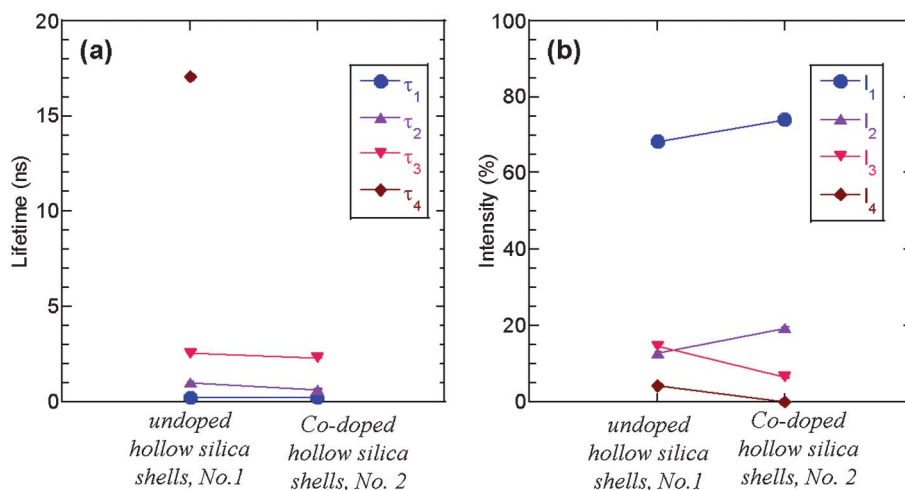 (a)
20
15
10
5
0
Lifetime (ns)
τ1
τ2
τ3
τ4
undoped
hollow silica
shells, No.1
Co-doped
hollow silica
shells, No. 2
(b)
100
80
60
40
20
0
Intensity (%)
I1
I2
I3
I4
undoped
hollow silica
shells, No.1
Co-doped
hollow silica
shells, No. 2